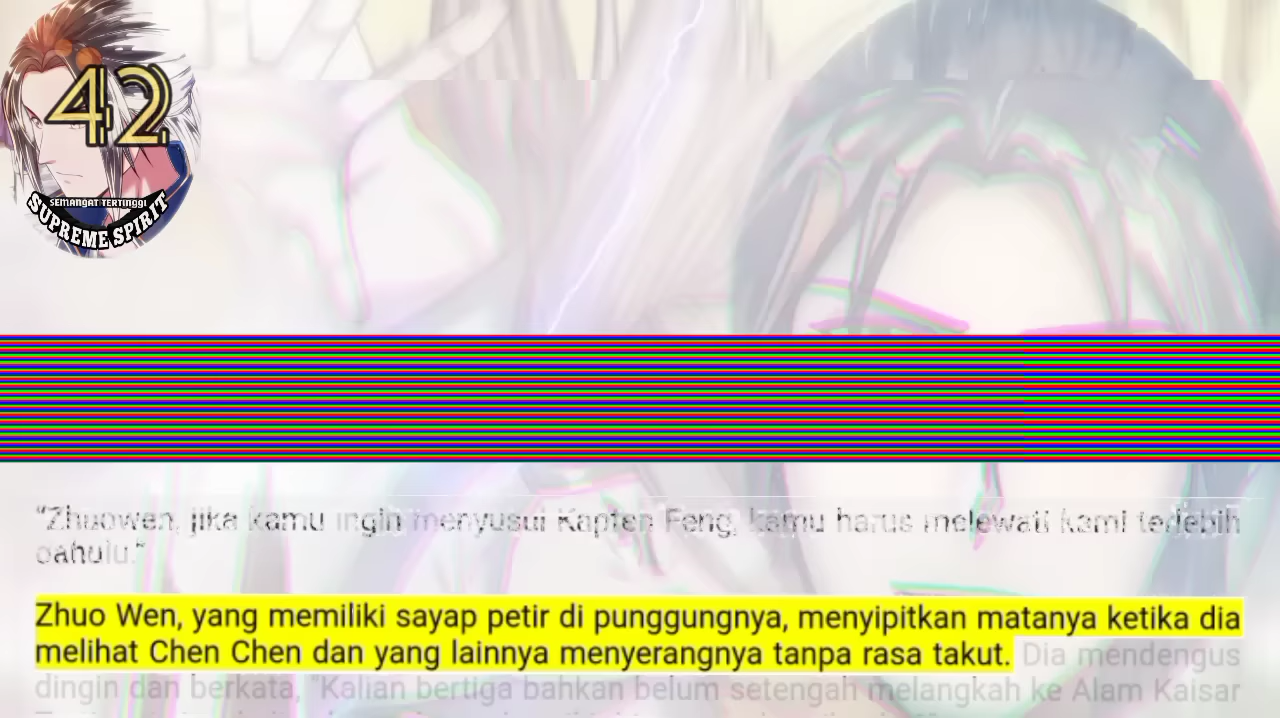 42
SEMANGAT TERTINGGI
SUPREME SPIRIT
“Zhuowen, jika kamu ingin menyusul Kapten Feng, kamu harus melewati kami terlebih
dahulu.”
Zhuo Wen, yang memiliki sayap petir di punggungnya, menyipitkan matanya ketika dia
melihat Chen Chen dan yang lainnya menyerangnya tanpa rasa takut. Dia mendengus
dingin dan berkata, "Kalian bertiga bahkan belum setengah melangkah ke Alam Kaisar